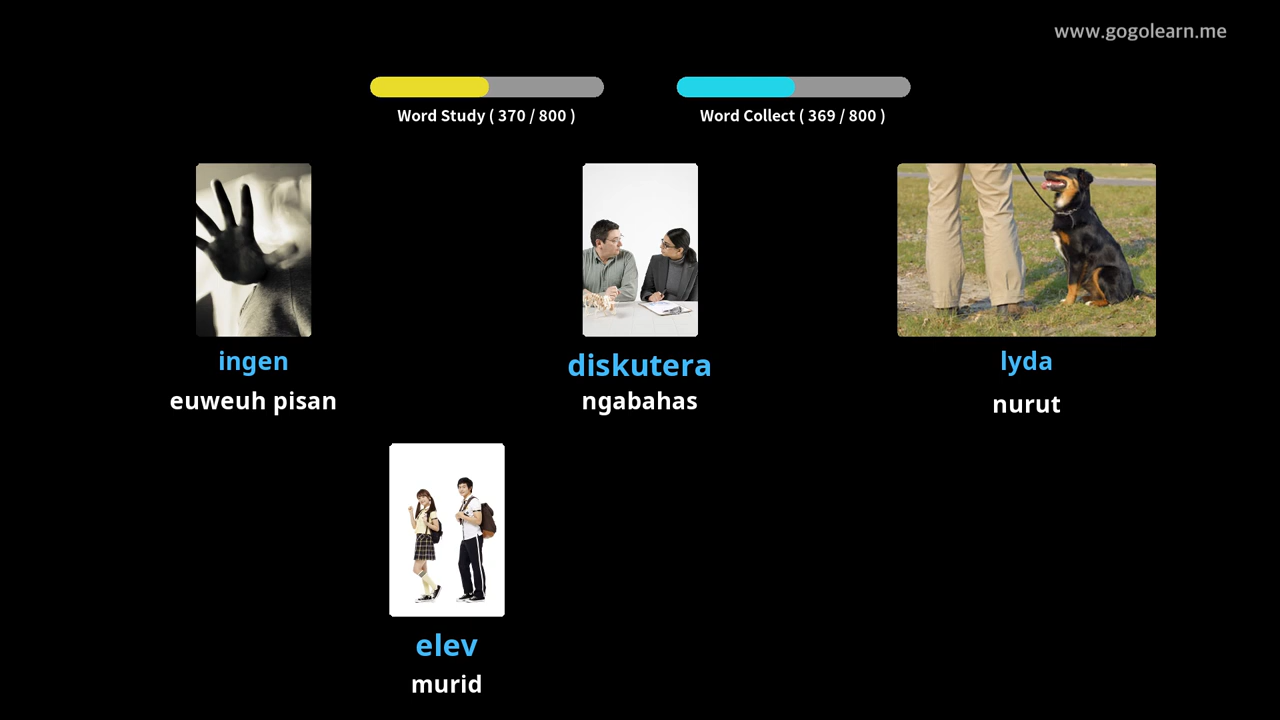 www.gogolearn.me
Word Study ( 370 / 800 )
Word Collect ( 369 / 800 )
ingen
euweuh pisan
diskutera
ngabahas
lyda
nurut
elev
murid